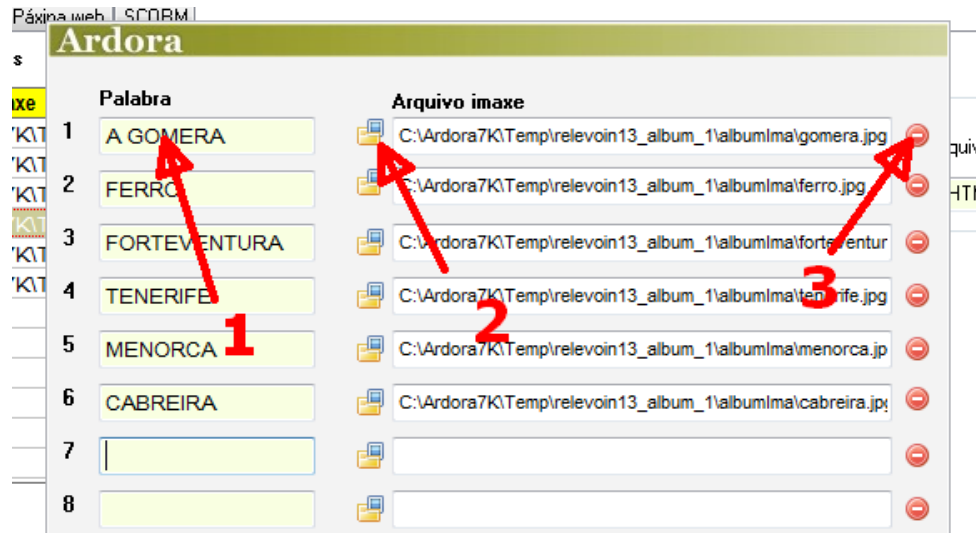 Páxina web SCORM
Ardora
s
Palabra Arquivo imaxe
1 A GOMERA C:\Ardora7K\Temp\relevoin13_album_1\albumIma\gomera.jpg
2 FERRO C:\Ardora7K\Temp\relevoin13_album_1\albumIma\ferro.jpg
3 FORTEVENTURA C:\Ardora7K\Temp\relevoin13_album_1\albumIma\forteventur
4 TENERIFE C:\Ardora7K\Temp\relevoin13_album_1\albumIma\tenerife.jpg
5 MENORCA C:\Ardora7K\Temp\relevoin13_album_1\albumIma\menorca.jp
6 CABREIRA C:\Ardora7K\Temp\relevoin13_album_1\albumIma\cabreira.jp
7
8
1 2 3